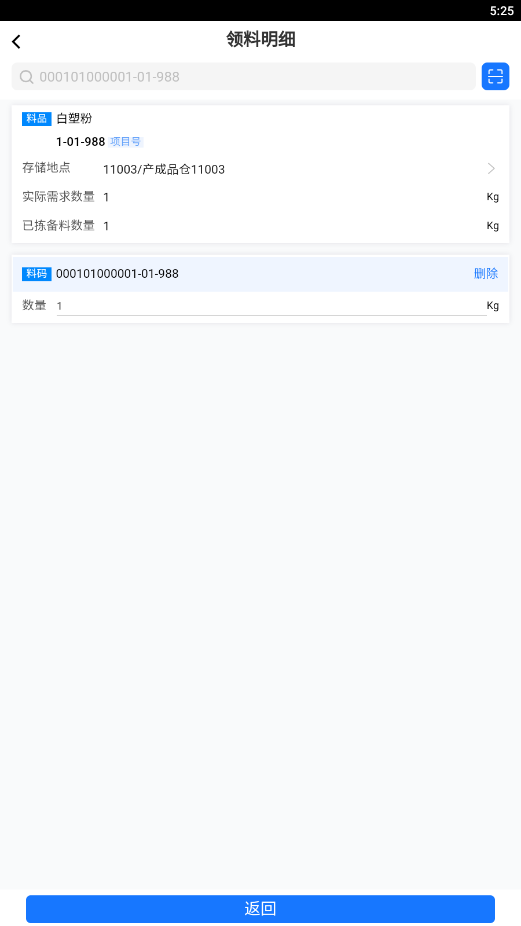 5:25
领料明细
000101000001-01-988
料品 白塑粉
1-01-988 项目号
存储地点 11003/产成品仓11003
实际需求数量 1 Kg
已拣备料数量 1 Kg
料码 000101000001-01-988 删除
数量 1 Kg
返回